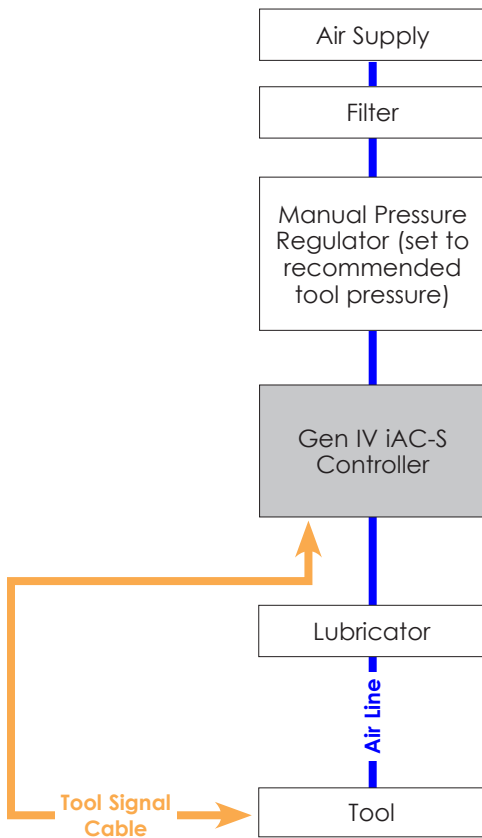 Air Supply
Filter
Manual Pressure
Regulator (set to
recommended
tool pressure)
Gen IV iAC-S
Controller
Lubricator
Air Line
Tool Signal
Cable
Tool